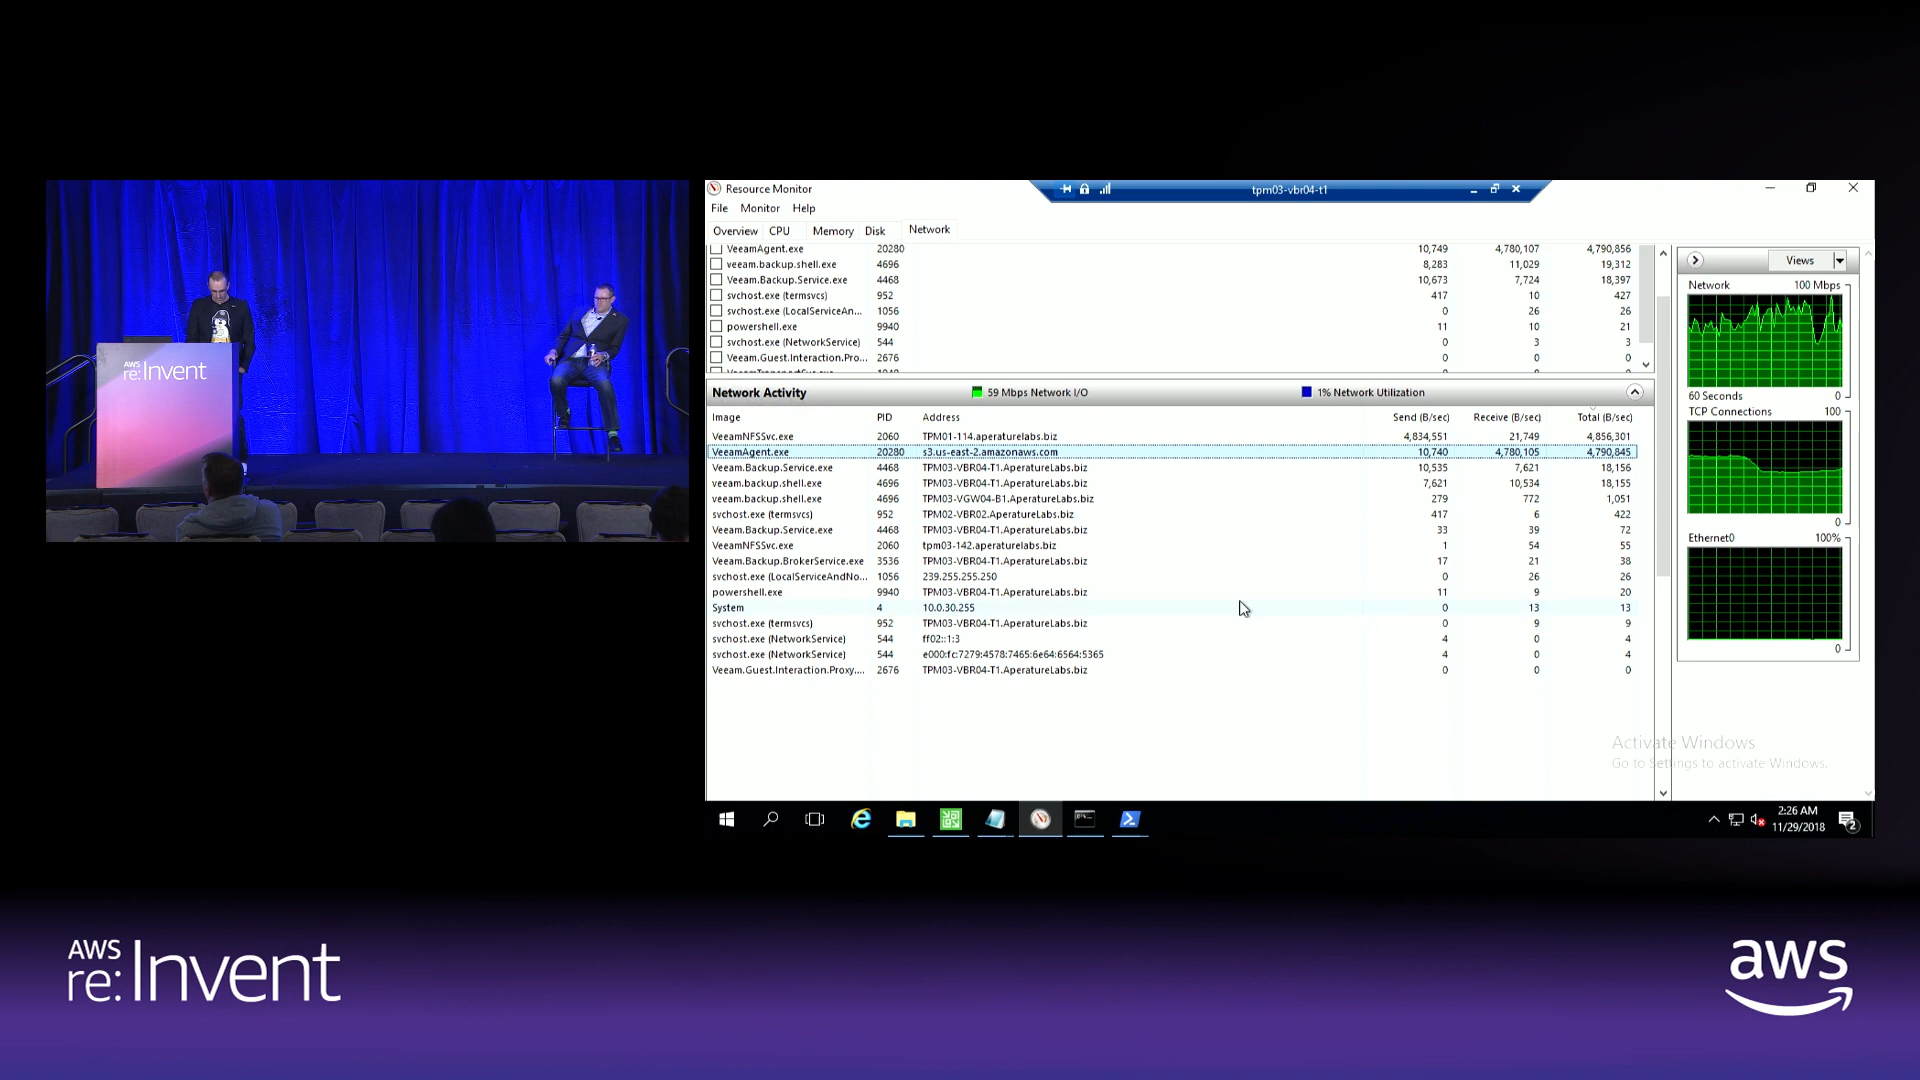 AWS
re:Invent
Resource Monitor
tpm03-vbr04-t1
File Monitor Help
Overview CPU Memory Disk Network
VeeamAgent.exe 20280 10,749 4,780,107 4,790,856
veeam.backup.shell.exe 4696 8,283 11,029 19,312
Veeam.Backup.Service.exe 4468 10,673 7,724 18,397
svchost.exe (termsvcs) 952 417 10 427
svchost.exe (LocalServiceAn... 1056 0 26 26
powershell.exe 9940 11 10 21
svchost.exe (NetworkService) 544 0 3 3
Veeam.Guest.Interaction.Pro... 2676 0 0 0
Network Activity 59 Mbps Network I/O 1% Network Utilization
Image PID Address Send (B/sec) Receive (B/sec) Total (B/sec)
VeeamNFSSvc.exe 2060 TPM01-114.aperaturelabs.biz 4,834,551 21,749 4,856,301
VeeamAgent.exe 20280 s3.us-east-2.amazonaws.com 10,740 4,780,105 4,790,845
Veeam.Backup.Service.exe 4468 TPM03-VBR04-T1.AperatureLabs.biz 10,535 7,621 18,156
veeam.backup.shell.exe 4696 TPM03-VBR04-T1.AperatureLabs.biz 7,621 10,534 18,155
veeam.backup.shell.exe 4696 TPM03-VGW04-B1.AperatureLabs.biz 279 772 1,051
svchost.exe (termsvcs) 952 TPM02-VBR02.AperatureLabs.biz 417 6 422
Veeam.Backup.Service.exe 4468 TPM03-VBR04-T1.AperatureLabs.biz 33 39 72
VeeamNFSSvc.exe 2060 tpm03-142.aperaturelabs.biz 1 54 55
Veeam.Backup.BrokerService.exe 3536 TPM03-VBR04-T1.AperatureLabs.biz 17 21 38
svchost.exe (LocalServiceAndNo... 1056 239.255.255.250 0 26 26
powershell.exe 9940 TPM03-VBR04-T1.AperatureLabs.biz 11 9 20
System 4 10.0.30.255 0 13 13
svchost.exe (termsvcs) 952 TPM03-VBR04-T1.AperatureLabs.biz 0 9 9
svchost.exe (NetworkService) 544 ff02::1:3 4 0 4
svchost.exe (NetworkService) 544 e000:fc:7279:4578:7465:6e64:6564:5365 4 0 4
Veeam.Guest.Interaction.Proxy.... 2676 TPM03-VBR04-T1.AperatureLabs.biz 0 0 0
Views
Network 100 Mbps
60 Seconds 0
TCP Connections 100
0
Ethernet0 100%
0
Activate Windows
Go to Settings to activate Windows.
2:26 AM
11/29/2018
2
AWS
re:Invent
aws